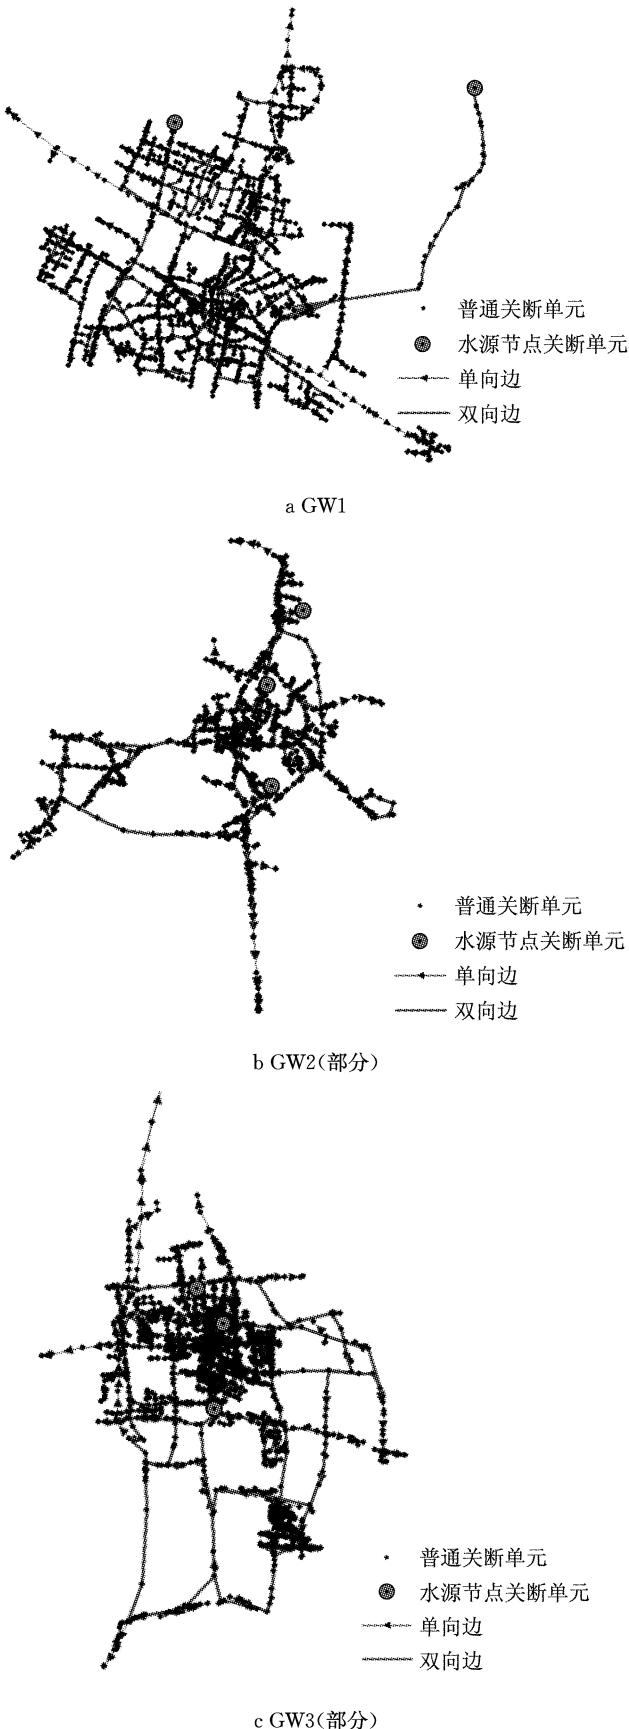 普通关断单元
水源节点关断单元
单向边
双向边
a GW1
普通关断单元
水源节点关断单元
单向边
双向边
b GW2(部分)
普通关断单元
水源节点关断单元
单向边
双向边
c GW3(部分)